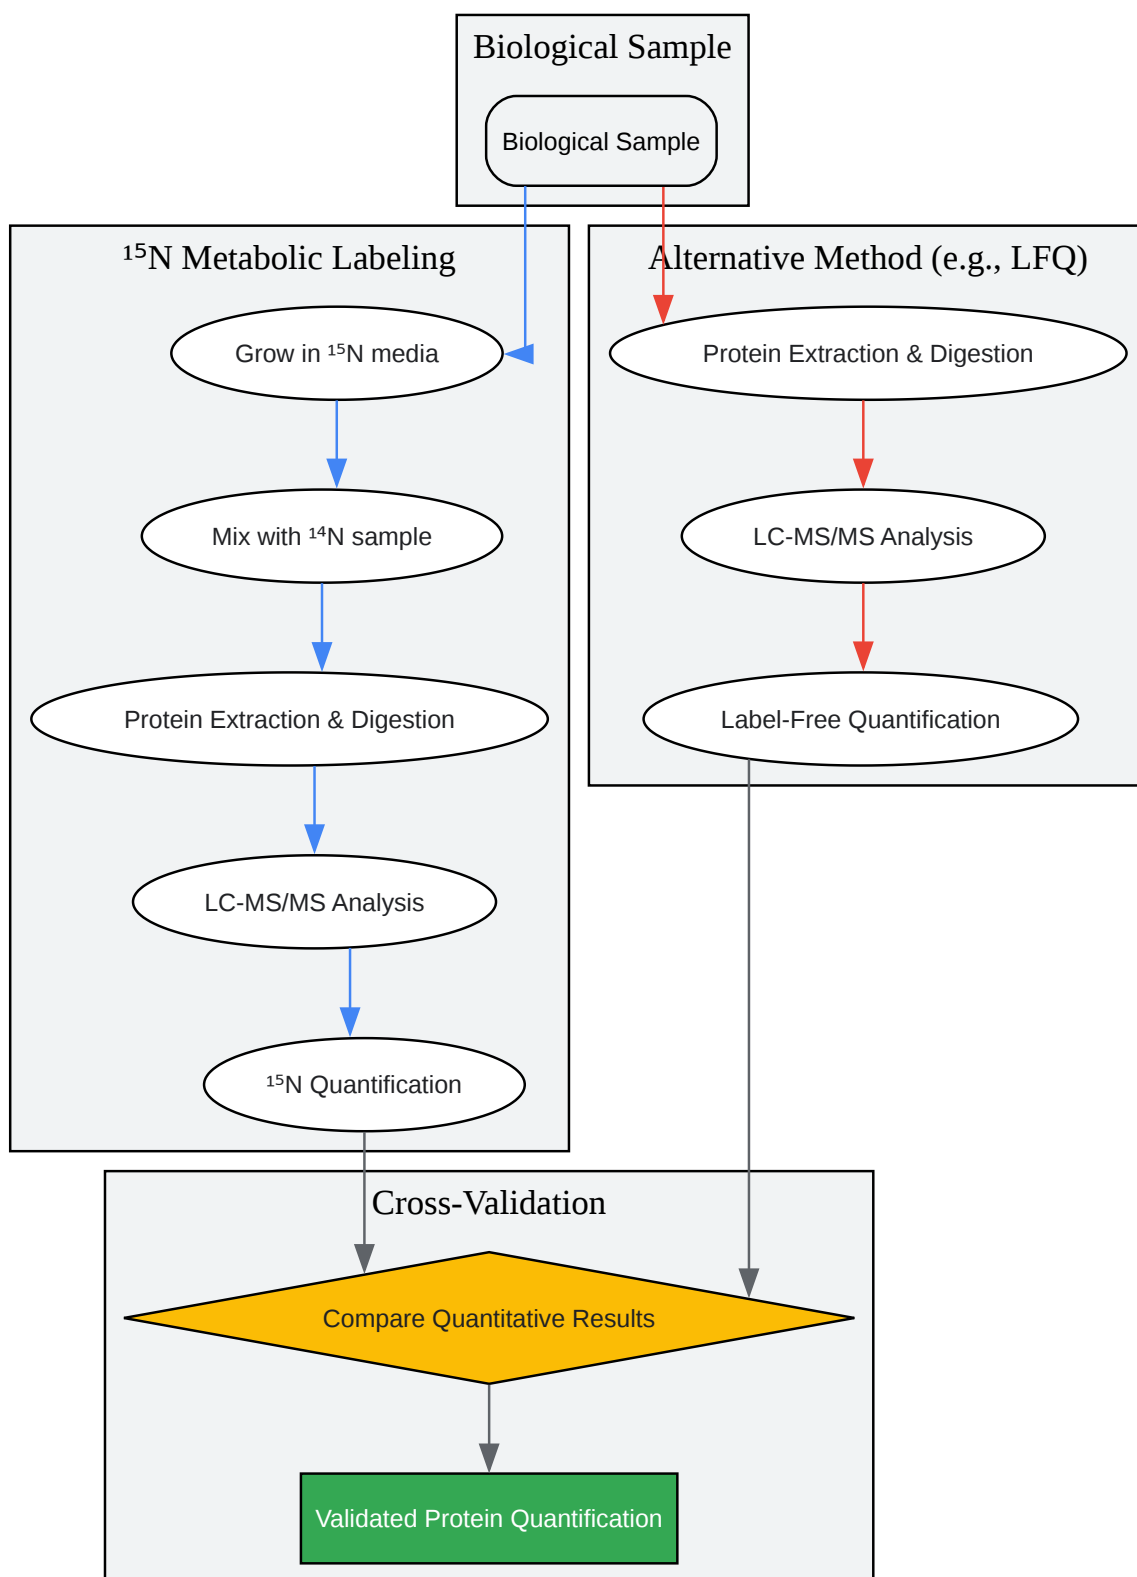 Biological Sample
Biological Sample
¹⁵N Metabolic Labeling
Grow in ¹⁵N media
Mix with ¹⁴N sample
Protein Extraction & Digestion
LC-MS/MS Analysis
¹⁵N Quantification
Alternative Method (e.g., LFQ)
Protein Extraction & Digestion
LC-MS/MS Analysis
Label-Free Quantification
Cross-Validation
Compare Quantitative Results
Validated Protein Quantification